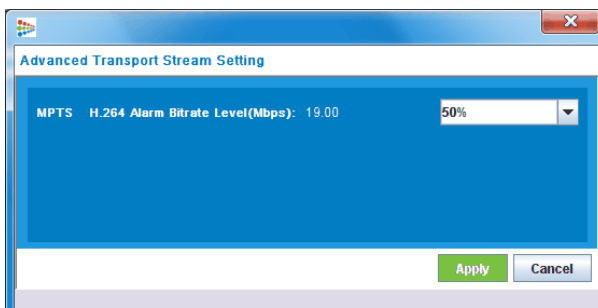 Advanced Transport Stream Setting
MPTS H.264 Alarm Bitrate Level(Mbps): 19.00 50%
Apply Cancel